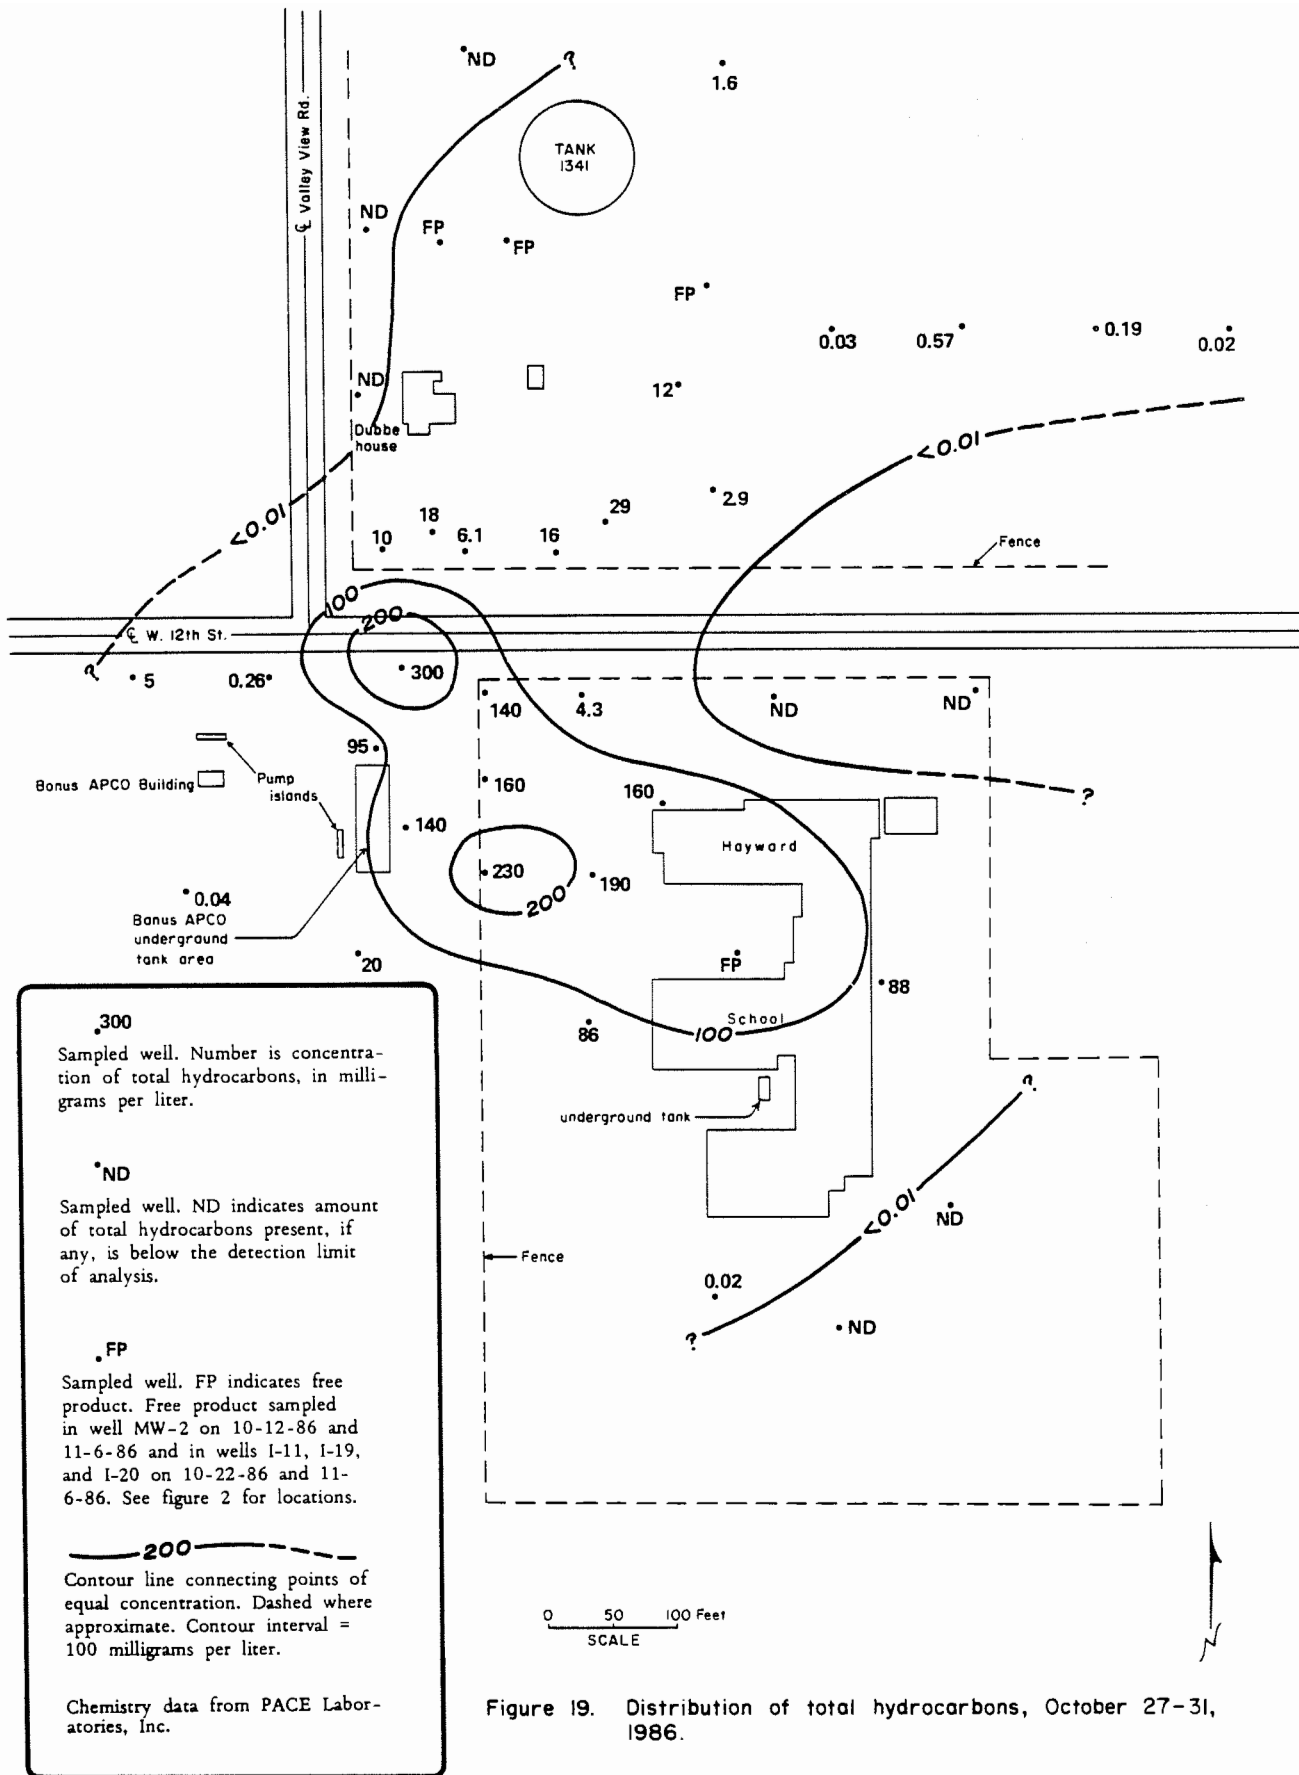 ND
?
1.6
℄ Valley View Rd.
TANK
1341
ND
FP
FP
FP
0.03
0.57
0.19
0.02
ND
12
Dubbe
house
<0.01
<0.01
29
2.9
18
10
6.1
16
Fence
100
200
℄ W. 12th St.
?
5
0.26
300
140
4.3
ND
ND
95
Bonus APCO Building
Pump
islands
160
160
?
140
Hayward
230
190
200
0.04
Bonus APCO
underground
tank area
20
FP
88
86
School
100
underground tank
?
<0.01
ND
Fence
0.02
?
ND
300
Sampled well. Number is concentra-
tion of total hydrocarbons, in milli-
grams per liter.
ND
Sampled well. ND indicates amount
of total hydrocarbons present, if
any, is below the detection limit
of analysis.
FP
Sampled well. FP indicates free
product. Free product sampled
in well MW-2 on 10-12-86 and
11-6-86 and in wells I-11, I-19,
and I-20 on 10-22-86 and 11-
6-86. See figure 2 for locations.
200
Contour line connecting points of
equal concentration. Dashed where
approximate. Contour interval =
100 milligrams per liter.
Chemistry data from PACE Labor-
atories, Inc.
0 50 100 Feet
SCALE
N
Figure 19. Distribution of total hydrocarbons, October 27-31,
1986.